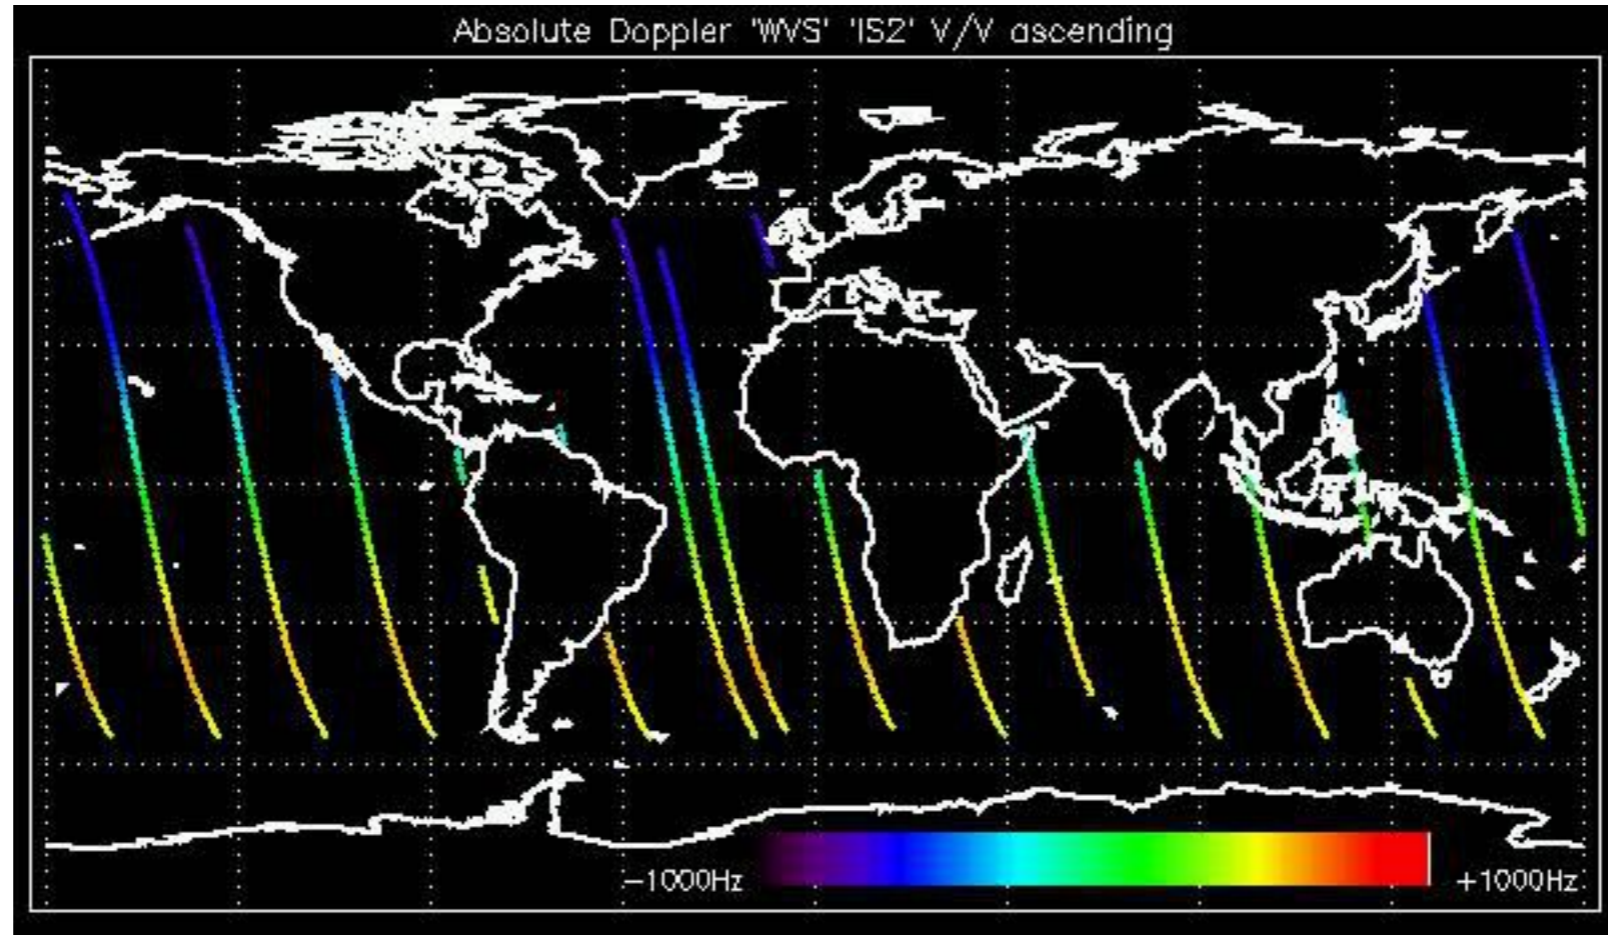 Absolute Doppler 'WVS' 'IS2' V/V ascending
−1000Hz
+1000Hz